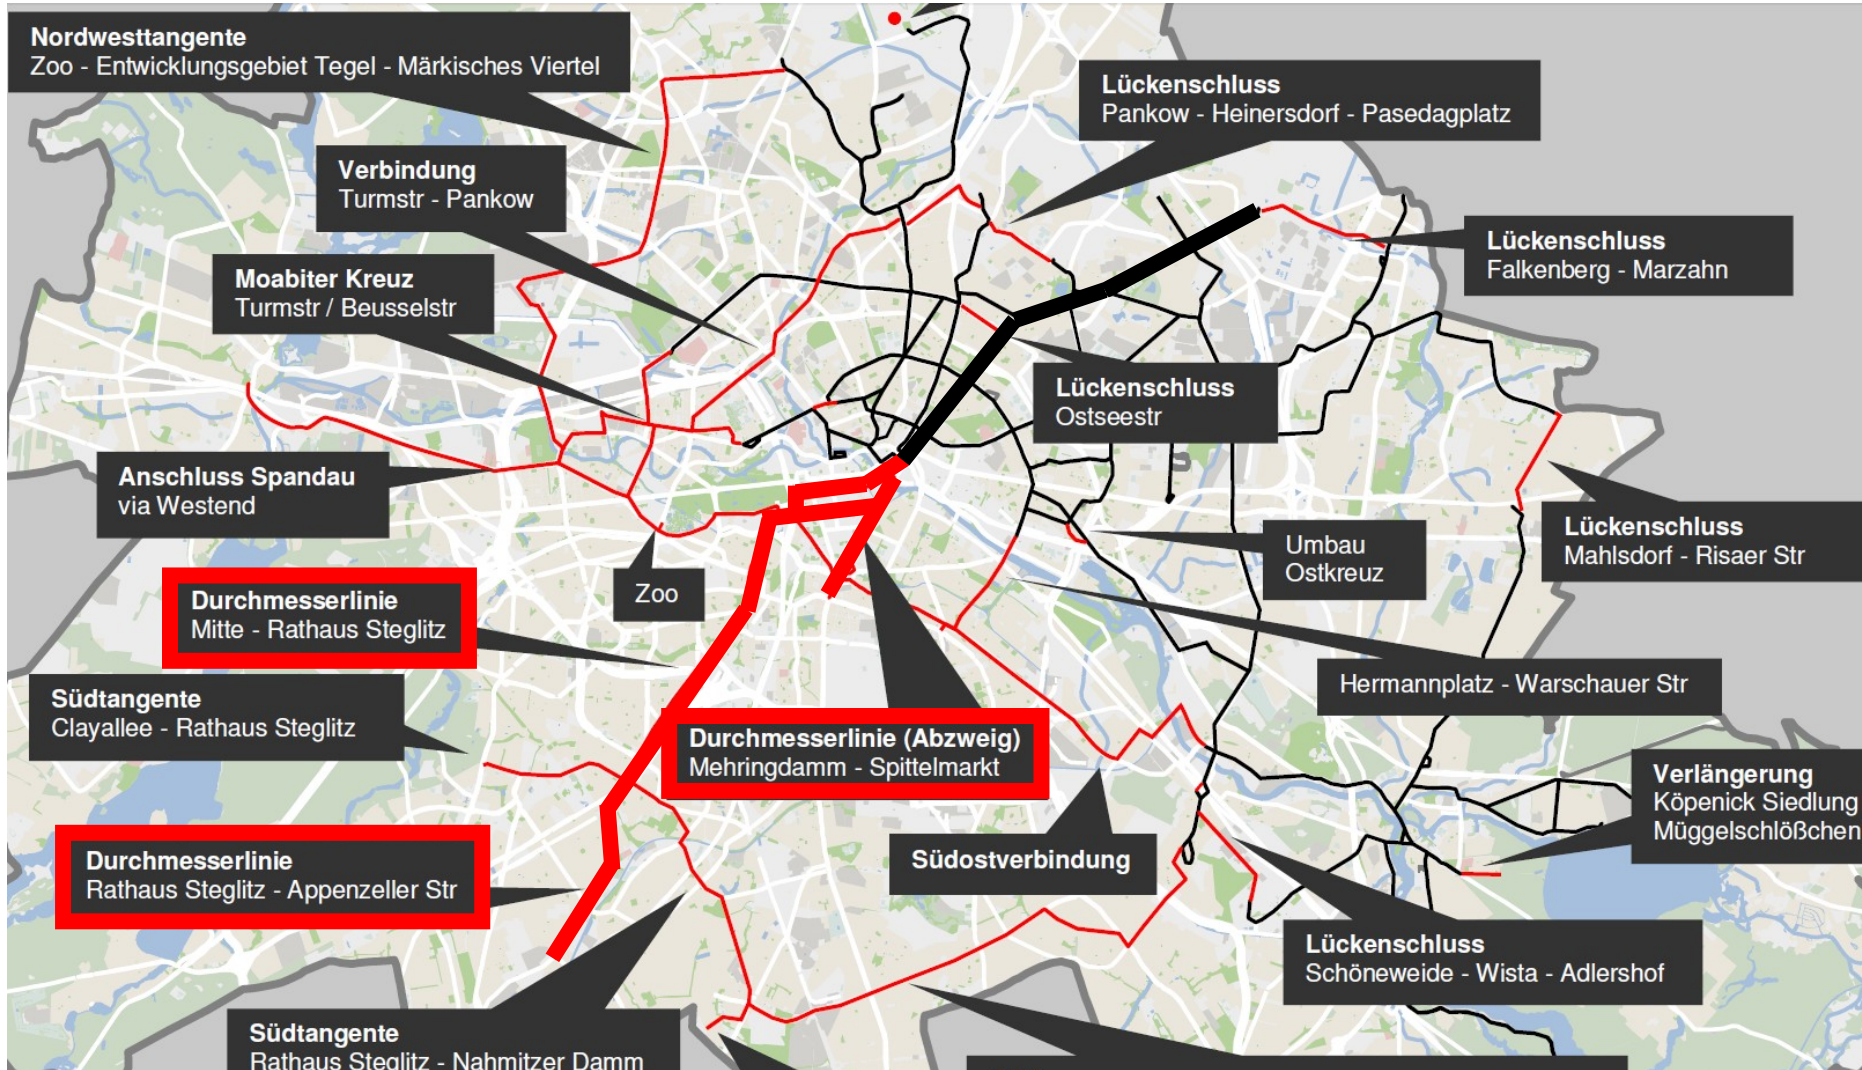 Nordwesttangente
Zoo - Entwicklungsgebiet Tegel - Märkisches Viertel
Lückenschluss
Pankow - Heinersdorf - Pasedagplatz
Verbindung
Turmstr - Pankow
Lückenschluss
Falkenberg - Marzahn
Moabiter Kreuz
Turmstr / Beusselstr
Lückenschluss
Ostseestr
Anschluss Spandau
via Westend
Lückenschluss
Mahlsdorf - Risaer Str
Umbau
Ostkreuz
Zoo
Durchmesserlinie
Mitte - Rathaus Steglitz
Hermannplatz - Warschauer Str
Südtangente
Clayallee - Rathaus Steglitz
Durchmesserlinie (Abzweig)
Mehringdamm - Spittelmarkt
Verlängerung
Köpenick Siedlung
Müggelschlößchen
Durchmesserlinie
Rathaus Steglitz - Appenzeller Str
Südostverbindung
Lückenschluss
Schöneweide - Wista - Adlershof
Südtangente
Rathaus Steglitz - Nahmitzer Damm